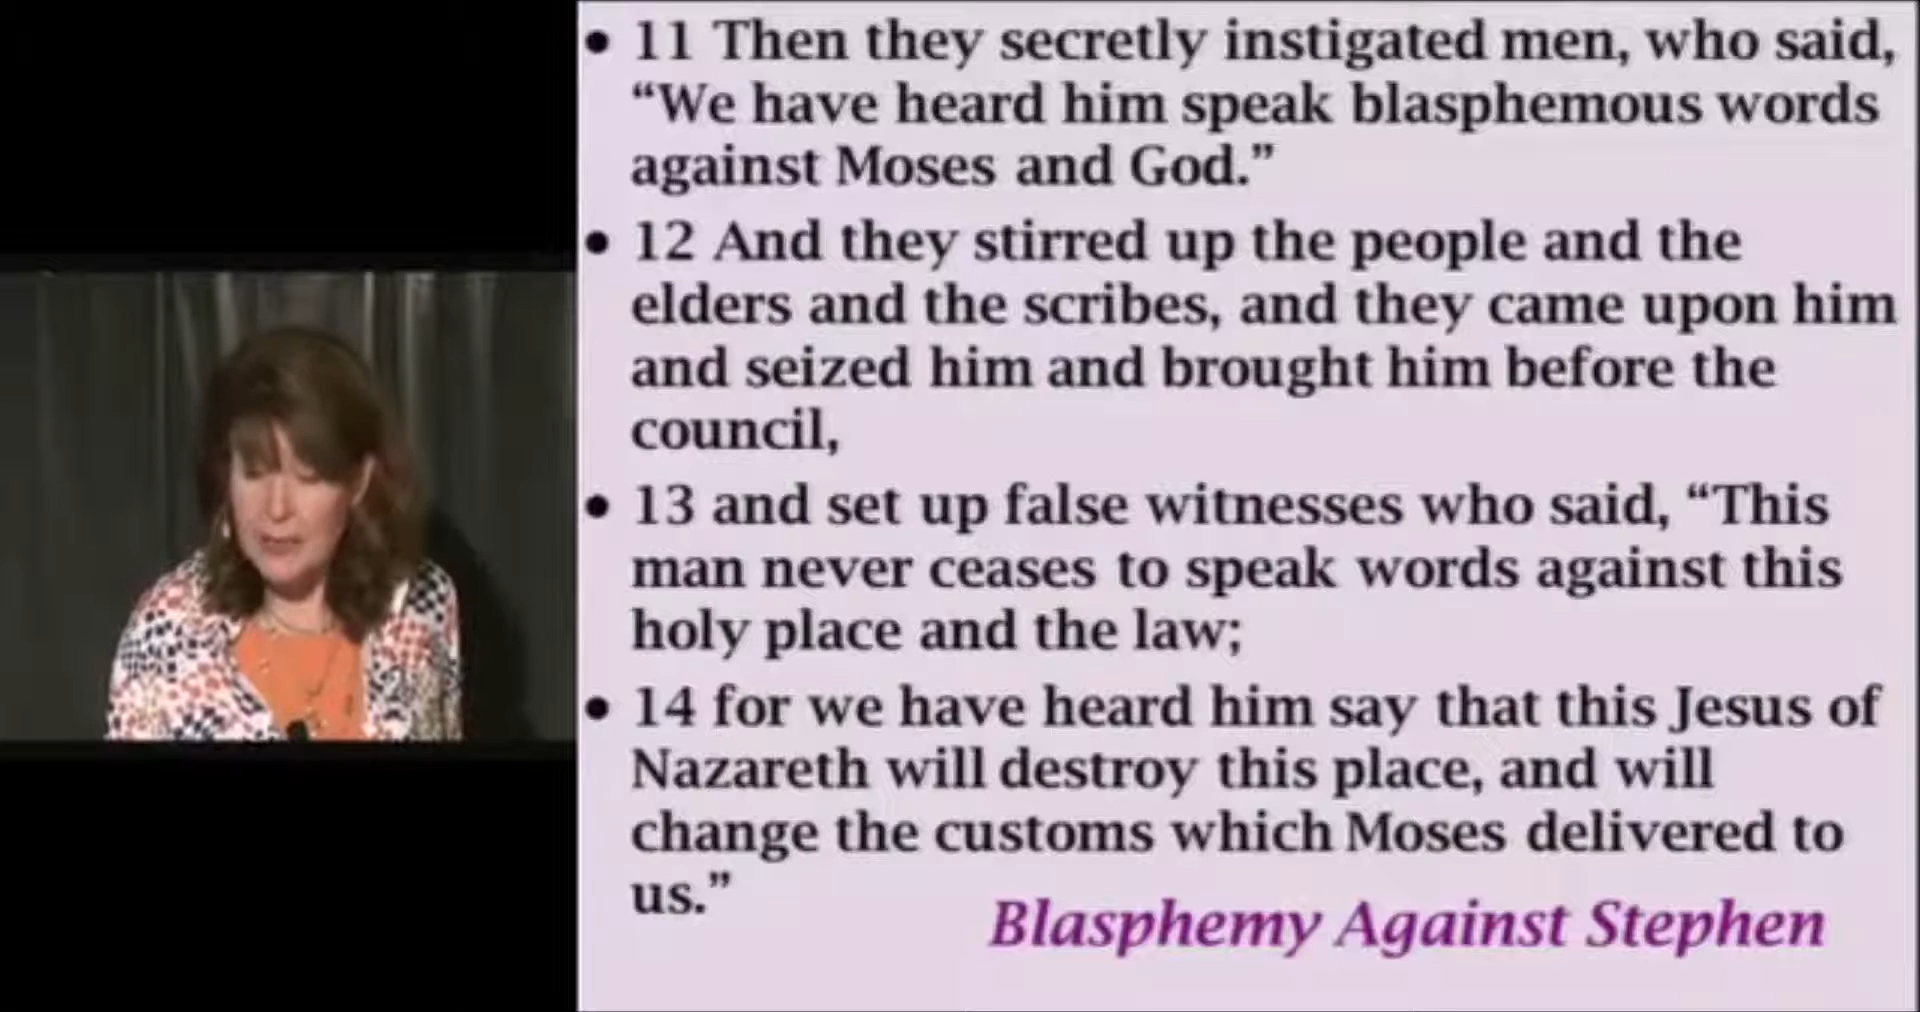 • 11 Then they secretly instigated men, who said,
“We have heard him speak blasphemous words
against Moses and God.”
• 12 And they stirred up the people and the
elders and the scribes, and they came upon him
and seized him and brought him before the
council,
• 13 and set up false witnesses who said, “This
man never ceases to speak words against this
holy place and the law;
• 14 for we have heard him say that this Jesus of
Nazareth will destroy this place, and will
change the customs which Moses delivered to
us.”
Blasphemy Against Stephen